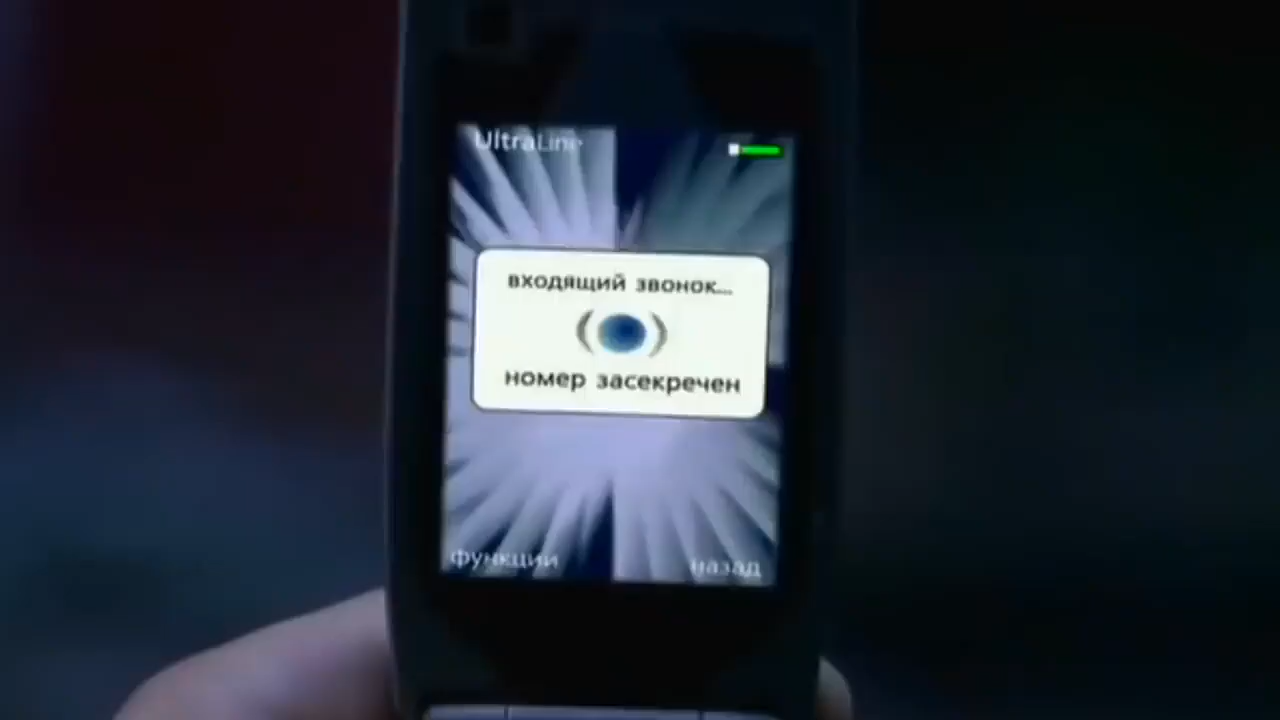 UltraLine
входящий звонок...
номер засекречен
функции
назад